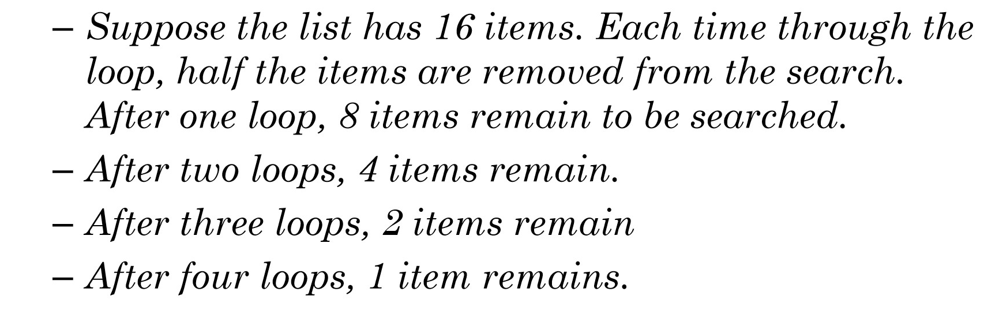 – Suppose the list has 16 items. Each time through the
loop, half the items are removed from the search.
After one loop, 8 items remain to be searched.
– After two loops, 4 items remain.
– After three loops, 2 items remain
– After four loops, 1 item remains.